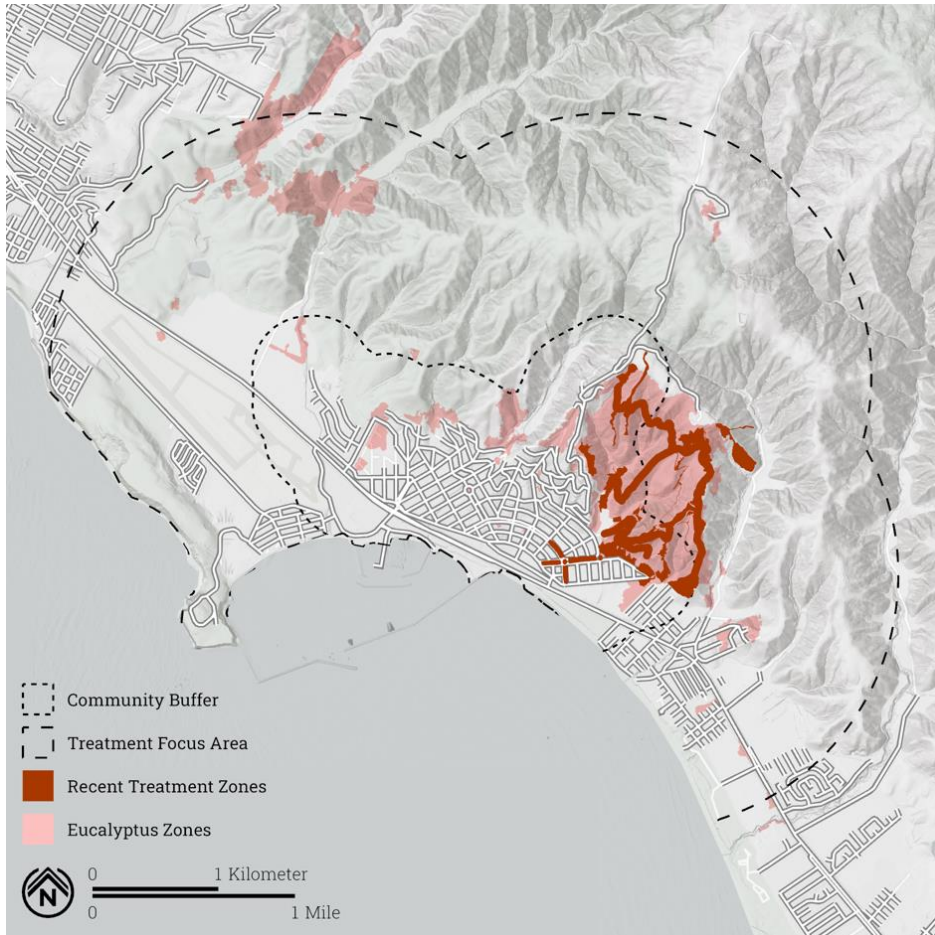 Community Buffer
Treatment Focus Area
Recent Treatment Zones
Eucalyptus Zones
N
0 1 Kilometer
0 1 Mile